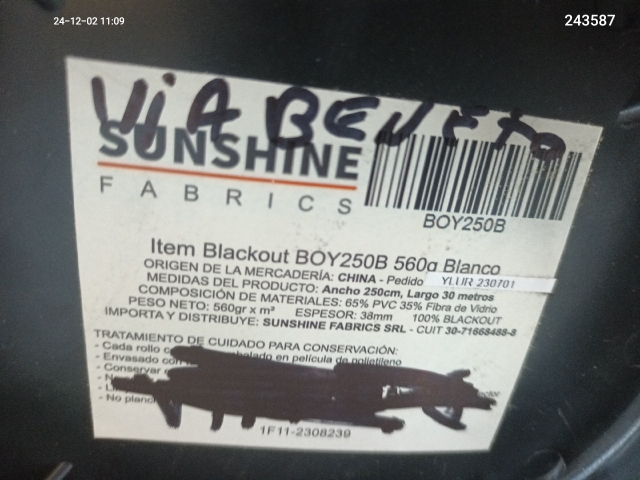 24-12-02 11:09
243587
ViA BENETO
SUNSHINE
FABRICS
BOY250B
Item Blackout BOY250B 560g Blanco
ORIGEN DE LA MERCADERÍA: CHINA - Pedido YLUR 230701
MEDIDAS DEL PRODUCTO: Ancho 250cm, Largo 30 metros
COMPOSICIÓN DE MATERIALES: 65% PVC 35% Fibra de Vidrio
PESO NETO: 560gr x m² ESPESOR: 38mm 100% BLACKOUT
IMPORTA Y DISTRIBUYE: SUNSHINE FABRICS SRL - CUIT 30-71668488-8
TRATAMIENTO DE CUIDADO PARA CONSERVACIÓN:
- Cada rollo
- Envasado en película de polietileno
- Conservar
- No
1F11-2308239